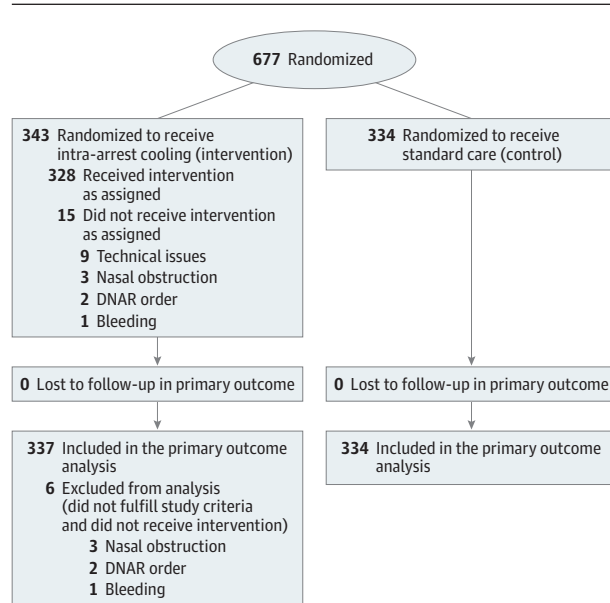 677 Randomized
343 Randomized to receive
intra-arrest cooling (intervention)
328 Received intervention
as assigned
15 Did not receive intervention
as assigned
9 Technical issues
3 Nasal obstruction
2 DNAR order
1 Bleeding
334 Randomized to receive
standard care (control)
0 Lost to follow-up in primary outcome
0 Lost to follow-up in primary outcome
337 Included in the primary outcome
analysis
6 Excluded from analysis
(did not fulfill study criteria
and did not receive intervention)
3 Nasal obstruction
2 DNAR order
1 Bleeding
334 Included in the primary outcome
analysis